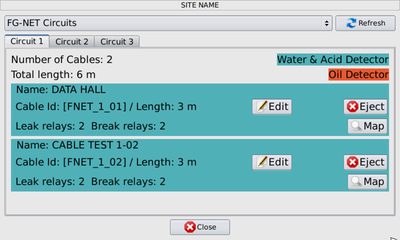 SITE NAME
FG-NET Circuits
Refresh
Circuit 1 Circuit 2 Circuit 3
Number of Cables: 2 Water & Acid Detector
Total length: 6 m Oil Detector
Name: DATA HALL
Cable Id: [FNET_1_01] / Length: 3 m Edit Eject
Leak relays: 2 Break relays: 2 Map
Name: CABLE TEST 1-02
Cable Id: [FNET_1_02] / Length: 3 m Edit Eject
Leak relays: 2 Break relays: 2 Map
Close